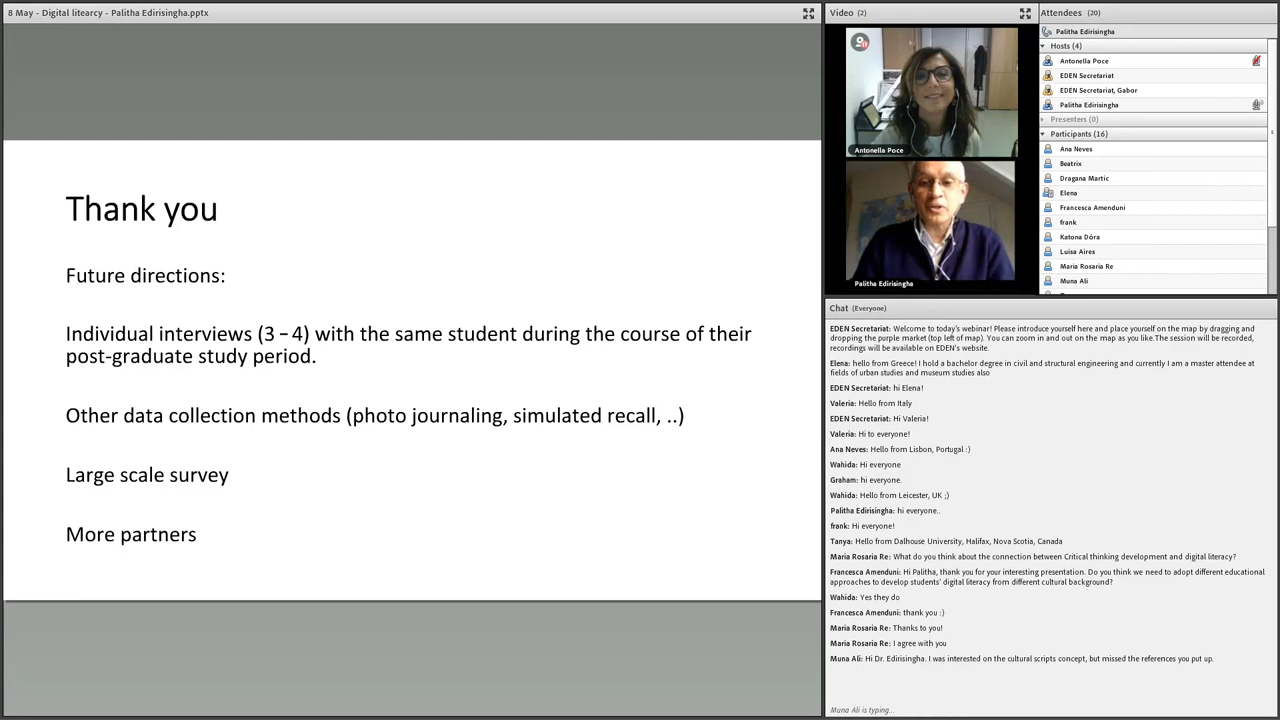 8 May - Digital litearcy - Palitha Edirisingha.pptx
Thank you
Future directions:
Individual interviews (3 – 4) with the same student during the course of their
post-graduate study period.
Other data collection methods (photo journaling, simulated recall, ..)
Large scale survey
More partners
Video (2)
Antonella Poce
Palitha Edirisingha
Attendees (20)
Palitha Edirisingha
Hosts (4)
Antonella Poce
EDEN Secretariat
EDEN Secretariat, Gabor
Palitha Edirisingha
Presenters (0)
Participants (16)
Ana Neves
Beatrix
Dragana Martic
Elena
Francesca Amenduni
frank
Katona Dóra
Luisa Aires
Maria Rosaria Re
Muna Ali
Chat (Everyone)
EDEN Secretariat: Welcome to today's webinar! Please introduce yourself here and place yourself on the map by dragging and
dropping the purple market (top left of map). You can zoom in and out on the map as you like.The session will be recorded,
recordings will be available on EDEN's website.
Elena: hello from Greece! I hold a bachelor degree in civil and structural engineering and currently I am a master attendee at
fields of urban studies and museum studies also
EDEN Secretariat: hi Elena!
Valeria: Hello from Italy
EDEN Secretariat: Hi Valeria!
Valeria: Hi to everyone!
Ana Neves: Hello from Lisbon, Portugal :)
Wahida: Hi everyone
Graham: hi everyone.
Wahida: Hello from Leicester, UK ;)
Palitha Edirisingha: hi everyone..
frank: Hi everyone!
Tanya: Hello from Dalhouse University, Halifax, Nova Scotia, Canada
Maria Rosaria Re: What do you think about the connection between Critical thinking development and digital literacy?
Francesca Amenduni: Hi Palitha, thank you for your interesting presentation. Do you think we need to adopt different educational
approaches to develop students' digital literacy from different cultural background?
Wahida: Yes they do
Francesca Amenduni: thank you :)
Maria Rosaria Re: Thanks to you!
Maria Rosaria Re: I agree with you
Muna Ali: Hi Dr. Edirisingha. I was interested on the cultural scripts concept, but missed the references you put up.
Muna Ali is typing...